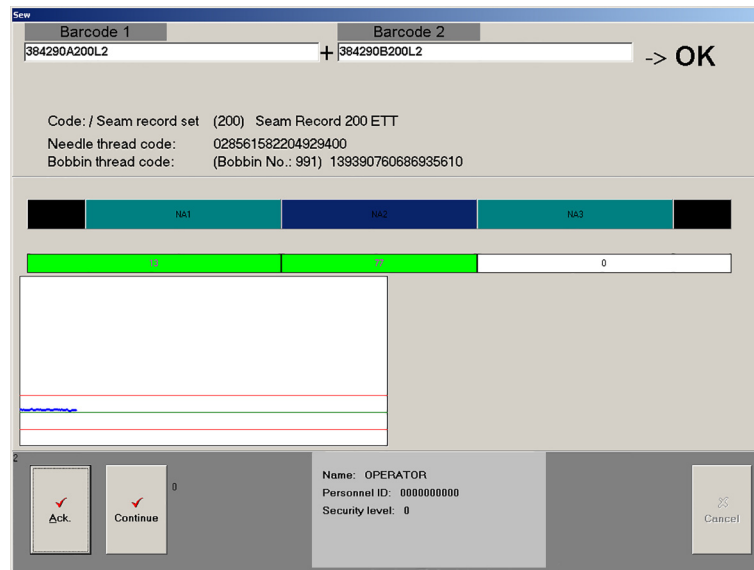 Sew
Barcode 1
Barcode 2
384290A200L2
+
384290B200L2
-> OK
Code: / Seam record set (200) Seam Record 200 ETT
Needle thread code: 028561582204929400
Bobbin thread code: (Bobbin No.: 991) 139390760686935610
NA1
NA2
NA3
13
77
0
2
Ack.
Continue
0
Name: OPERATOR
Personnel ID: 0000000000
Security level: 0
Cancel